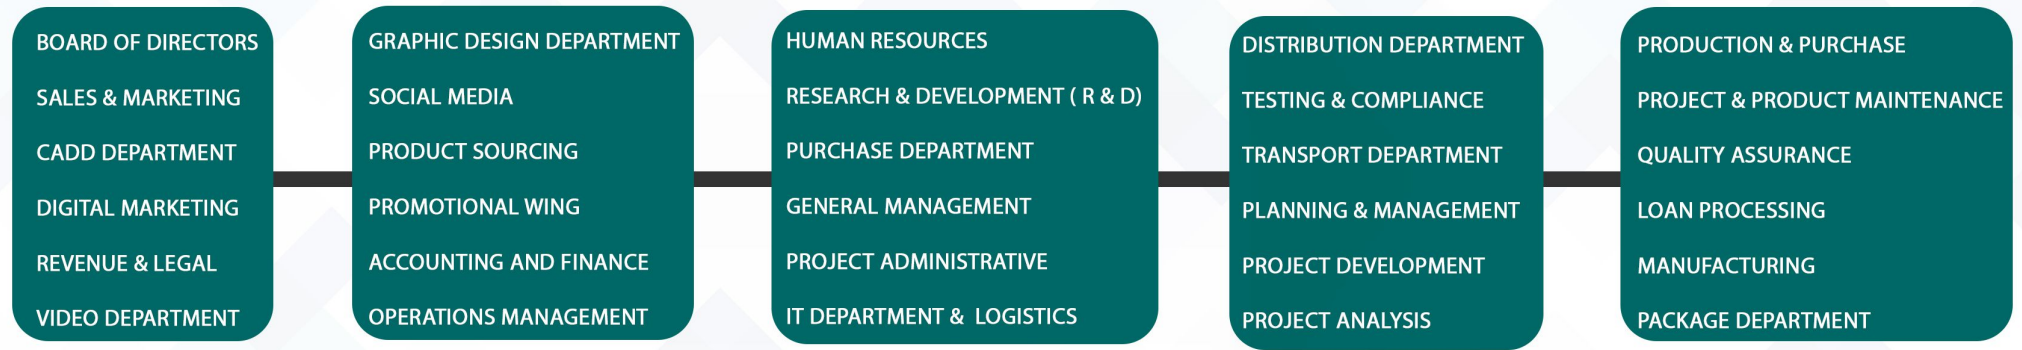 BOARD OF DIRECTORS
SALES & MARKETING
CADD DEPARTMENT
DIGITAL MARKETING
REVENUE & LEGAL
VIDEO DEPARTMENT
GRAPHIC DESIGN DEPARTMENT
SOCIAL MEDIA
PRODUCT SOURCING
PROMOTIONAL WING
ACCOUNTING AND FINANCE
OPERATIONS MANAGEMENT
HUMAN RESOURCES
RESEARCH & DEVELOPMENT ( R & D)
PURCHASE DEPARTMENT
GENERAL MANAGEMENT
PROJECT ADMINISTRATIVE
IT DEPARTMENT & LOGISTICS
DISTRIBUTION DEPARTMENT
TESTING & COMPLIANCE
TRANSPORT DEPARTMENT
PLANNING & MANAGEMENT
PROJECT DEVELOPMENT
PROJECT ANALYSIS
PRODUCTION & PURCHASE
PROJECT & PRODUCT MAINTENANCE
QUALITY ASSURANCE
LOAN PROCESSING
MANUFACTURING
PACKAGE DEPARTMENT